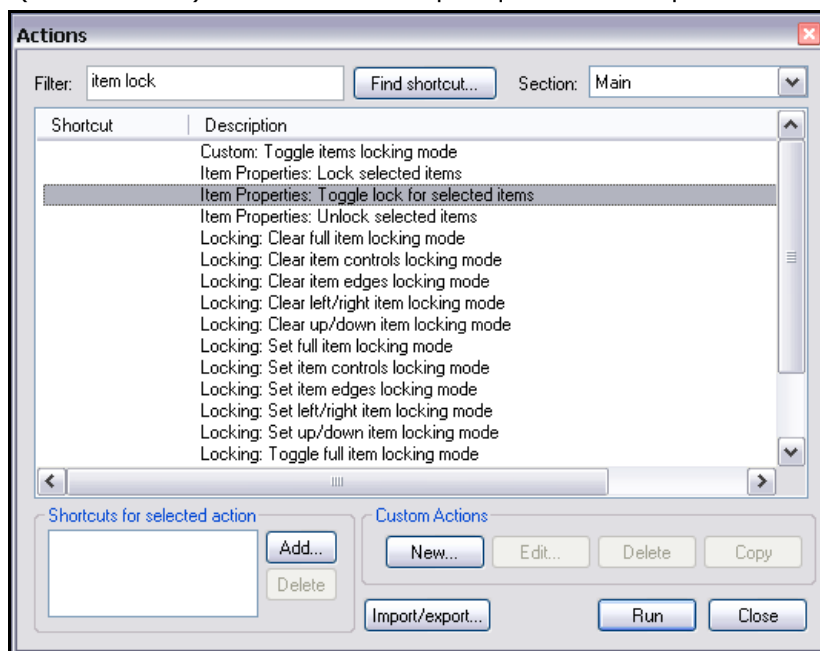 Actions
Filter: item lock Find shortcut... Section: Main
Shortcut Description
Custom: Toggle items locking mode
Item Properties: Lock selected items
Item Properties: Toggle lock for selected items
Item Properties: Unlock selected items
Locking: Clear full item locking mode
Locking: Clear item controls locking mode
Locking: Clear item edges locking mode
Locking: Clear left/right item locking mode
Locking: Clear up/down item locking mode
Locking: Set full item locking mode
Locking: Set item controls locking mode
Locking: Set item edges locking mode
Locking: Set left/right item locking mode
Locking: Set up/down item locking mode
Locking: Toggle full item locking mode
Shortcuts for selected action
Add...
Delete
Custom Actions
New... Edit... Delete Copy
Import/export... Run Close